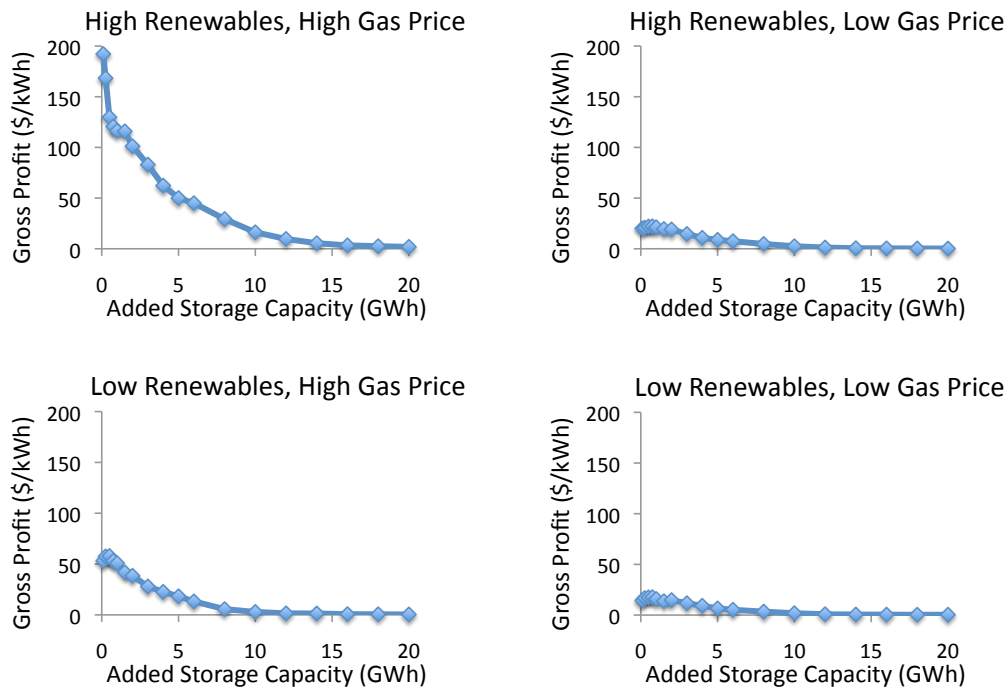 High Renewables, High Gas Price
Gross Profit ($/kWh)
200
150
100
50
0
0 5 10 15 20
Added Storage Capacity (GWh)
High Renewables, Low Gas Price
Gross Profit ($/kWh)
200
150
100
50
0
0 5 10 15 20
Added Storage Capacity (GWh)
Low Renewables, High Gas Price
Gross Profit ($/kWh)
200
150
100
50
0
0 5 10 15 20
Added Storage Capacity (GWh)
Low Renewables, Low Gas Price
Gross Profit ($/kWh)
200
150
100
50
0
0 5 10 15 20
Added Storage Capacity (GWh)